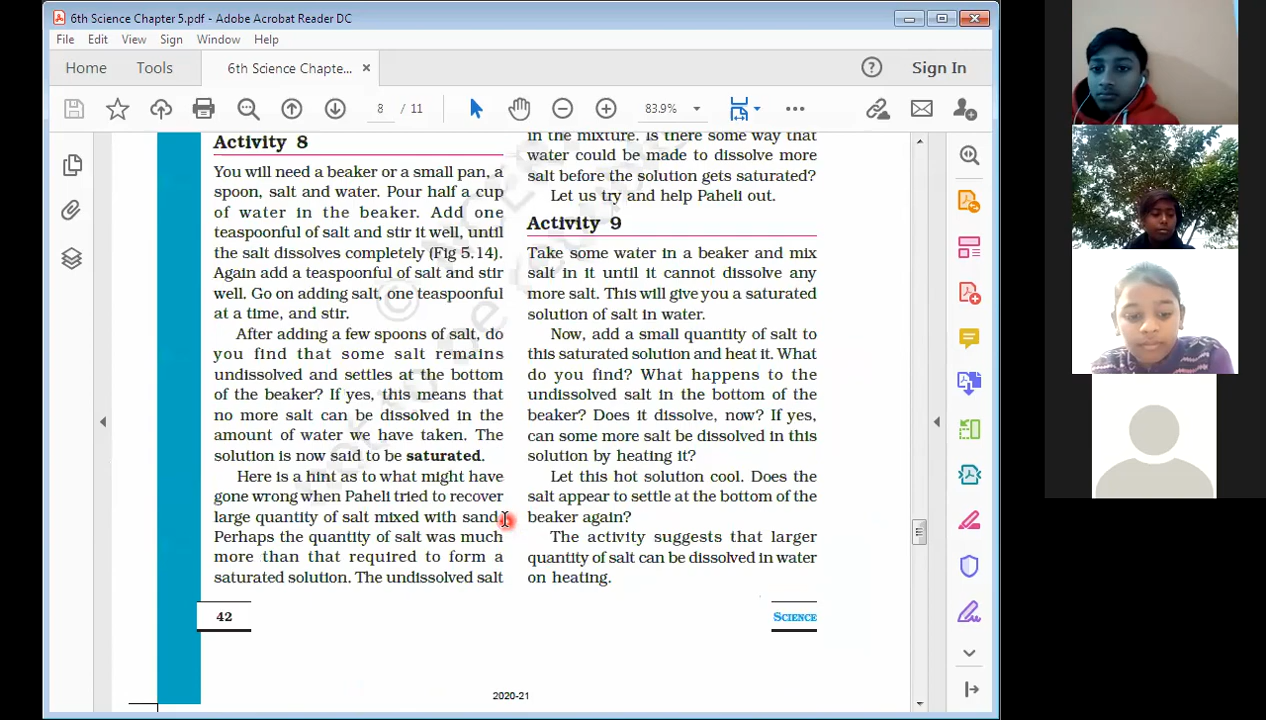 6th Science Chapter 5.pdf - Adobe Acrobat Reader DC
File Edit View Sign Window Help
Home Tools 6th Science Chapte... × Sign In
8 / 11 83.9%
Activity 8
You will need a beaker or a small pan, a
spoon, salt and water. Pour half a cup
of water in the beaker. Add one
teaspoonful of salt and stir it well, until
the salt dissolves completely (Fig 5.14).
Again add a teaspoonful of salt and stir
well. Go on adding salt, one teaspoonful
at a time, and stir.
After adding a few spoons of salt, do
you find that some salt remains
undissolved and settles at the bottom
of the beaker? If yes, this means that
no more salt can be dissolved in the
amount of water we have taken. The
solution is now said to be saturated.
Here is a hint as to what might have
gone wrong when Paheli tried to recover
large quantity of salt mixed with sand.
Perhaps the quantity of salt was much
more than that required to form a
saturated solution. The undissolved salt
in the mixture. Is there some way that
water could be made to dissolve more
salt before the solution gets saturated?
Let us try and help Paheli out.
Activity 9
Take some water in a beaker and mix
salt in it until it cannot dissolve any
more salt. This will give you a saturated
solution of salt in water.
Now, add a small quantity of salt to
this saturated solution and heat it. What
do you find? What happens to the
undissolved salt in the bottom of the
beaker? Does it dissolve, now? If yes,
can some more salt be dissolved in this
solution by heating it?
Let this hot solution cool. Does the
salt appear to settle at the bottom of the
beaker again?
The activity suggests that larger
quantity of salt can be dissolved in water
on heating.
42
SCIENCE
2020-21